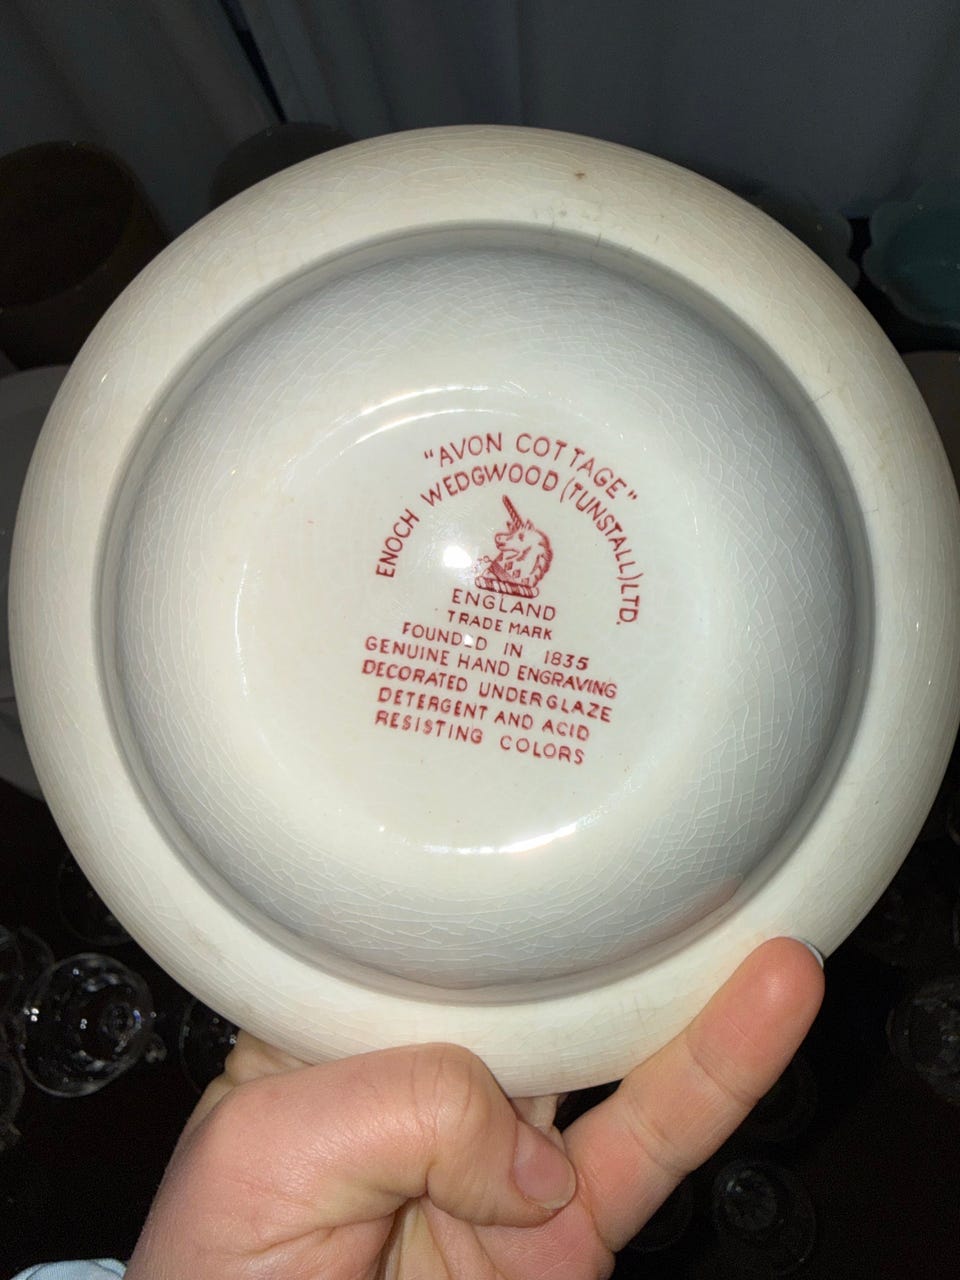 "AVON COTTAGE"
ENOCH WEDGWOOD (TUNSTALL) LTD.
ENGLAND
TRADE MARK
FOUNDED IN 1835
GENUINE HAND ENGRAVING
DECORATED UNDERGLAZE
DETERGENT AND ACID
RESISTING COLORS